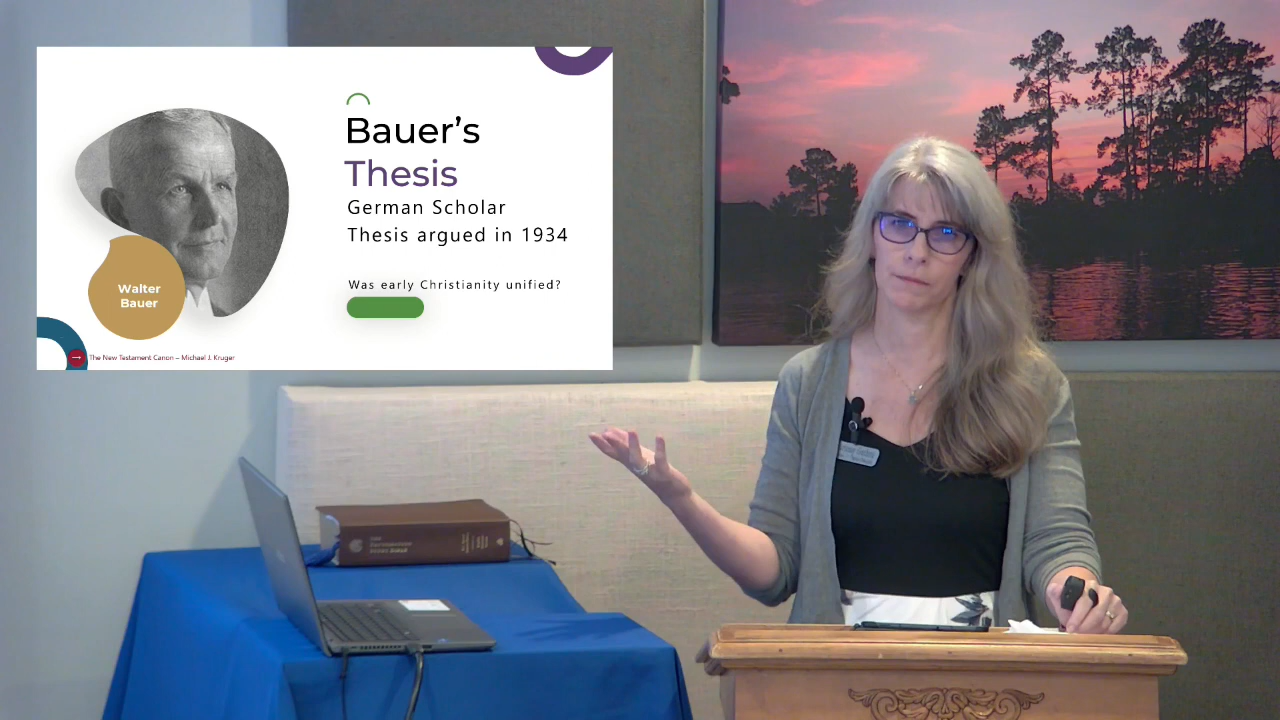 Bauer's
Thesis
German Scholar
Thesis argued in 1934
Was early Christianity unified?
Walter
Bauer
The New Testament Canon – Michael J. Kruger